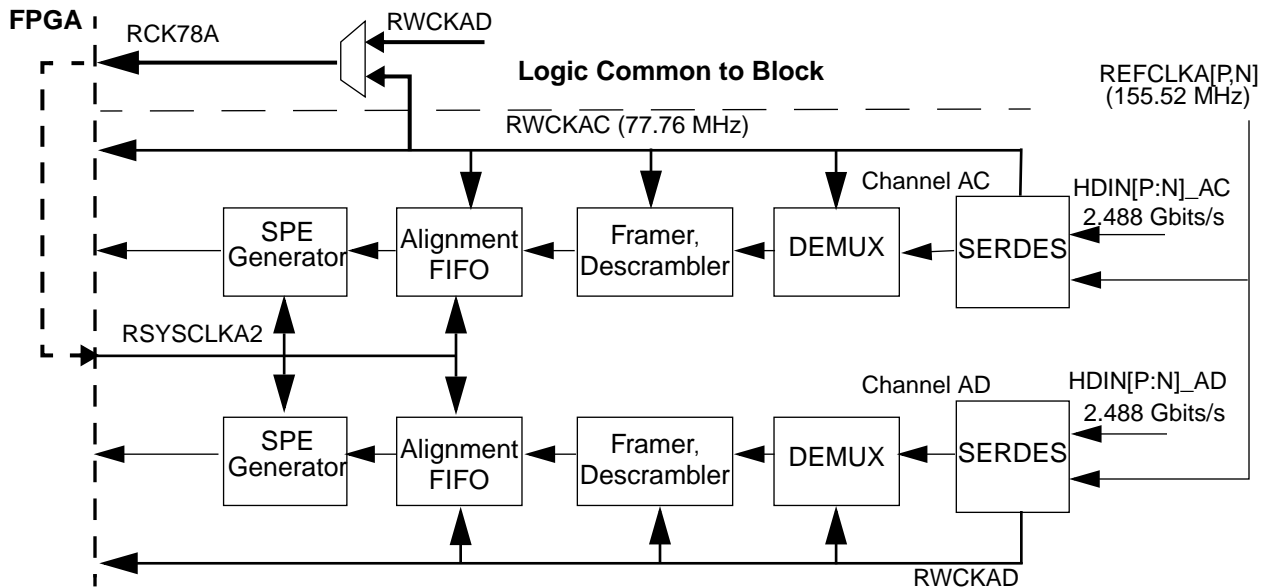 FPGA
RCK78A
RWCKAD
Logic Common to Block
REFCLKA[P,N]
(155.52 MHz)
RWCKAC (77.76 MHz)
Channel AC
HDIN[P:N]_AC
2.488 Gbits/s
SPE
Generator
Alignment
FIFO
Framer,
Descrambler
DEMUX
SERDES
RSYSCLKA2
Channel AD
HDIN[P:N]_AD
2.488 Gbits/s
SPE
Generator
Alignment
FIFO
Framer,
Descrambler
DEMUX
SERDES
RWCKAD